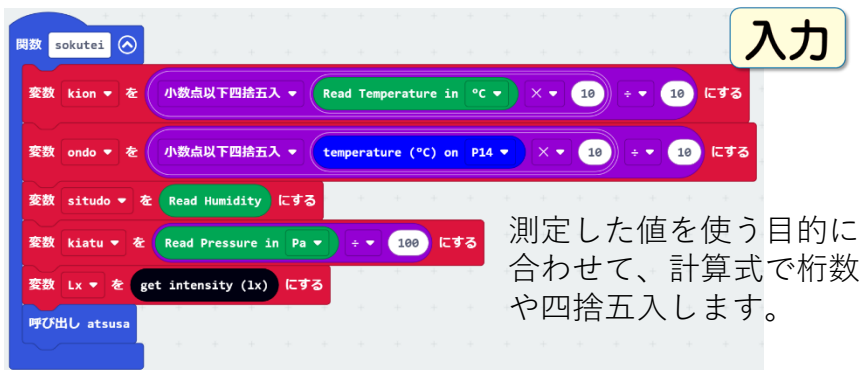 入力
関数 sokutei
変数 kion を 小数点以下四捨五入 Read Temperature in °C × 10 ÷ 10 にする
変数 ondo を 小数点以下四捨五入 temperature (°C) on P14 × 10 ÷ 10 にする
変数 situdo を Read Humidity にする
変数 kiatu を Read Pressure in Pa ÷ 100 にする
変数 Lx を get intensity (lx) にする
呼び出し atsusa
測定した値を使う目的に
合わせて、計算式で桁数
や四捨五入します。